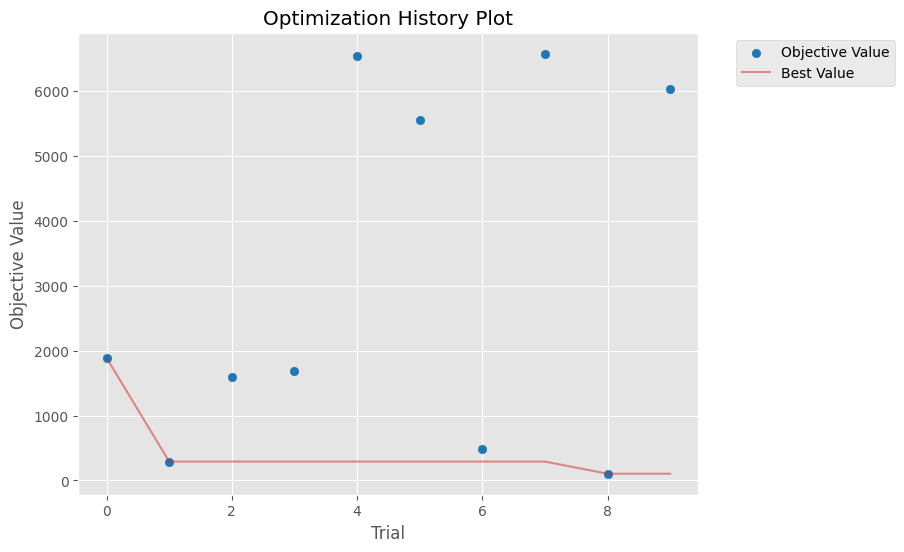 Optimization History Plot
Objective Value
Best Value
Objective Value
6000
5000
4000
3000
2000
1000
0
0 2 4 6 8
Trial